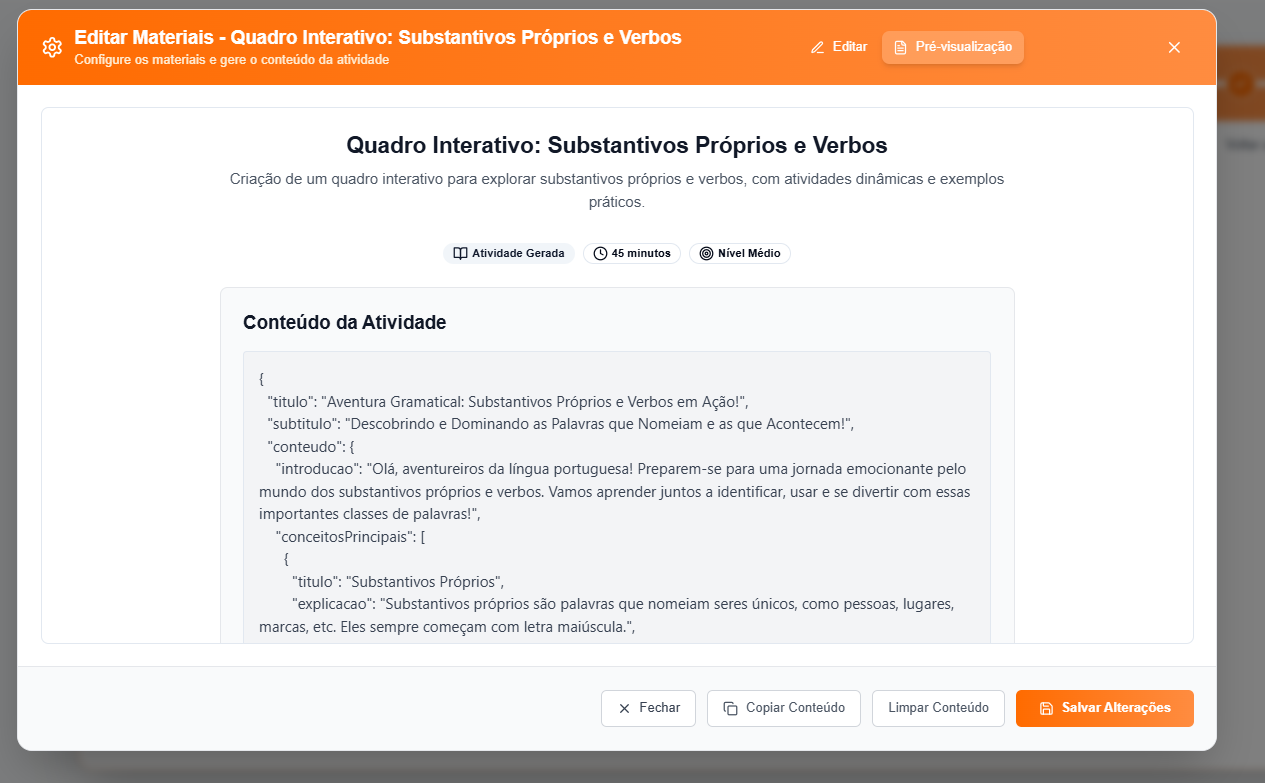 Editar Materiais - Quadro Interativo: Substantivos Próprios e Verbos
Configure os materiais e gere o conteúdo da atividade
Editar
Pré-visualização
Quadro Interativo: Substantivos Próprios e Verbos
Criação de um quadro interativo para explorar substantivos próprios e verbos, com atividades dinâmicas e exemplos
práticos.
Atividade Gerada
45 minutos
Nível Médio
Conteúdo da Atividade
{
"titulo": "Aventura Gramatical: Substantivos Próprios e Verbos em Ação!",
"subtitulo": "Descobrindo e Dominando as Palavras que Nomeiam e as que Acontecem!",
"conteudo": {
"introducao": "Olá, aventureiros da língua portuguesa! Preparem-se para uma jornada emocionante pelo
mundo dos substantivos próprios e verbos. Vamos aprender juntos a identificar, usar e se divertir com essas
importantes classes de palavras!",
"conceitosPrincipais": [
{
"titulo": "Substantivos Próprios",
"explicacao": "Substantivos próprios são palavras que nomeiam seres únicos, como pessoas, lugares,
marcas, etc. Eles sempre começam com letra maiúscula.",
Fechar
Copiar Conteúdo
Limpar Conteúdo
Salvar Alterações